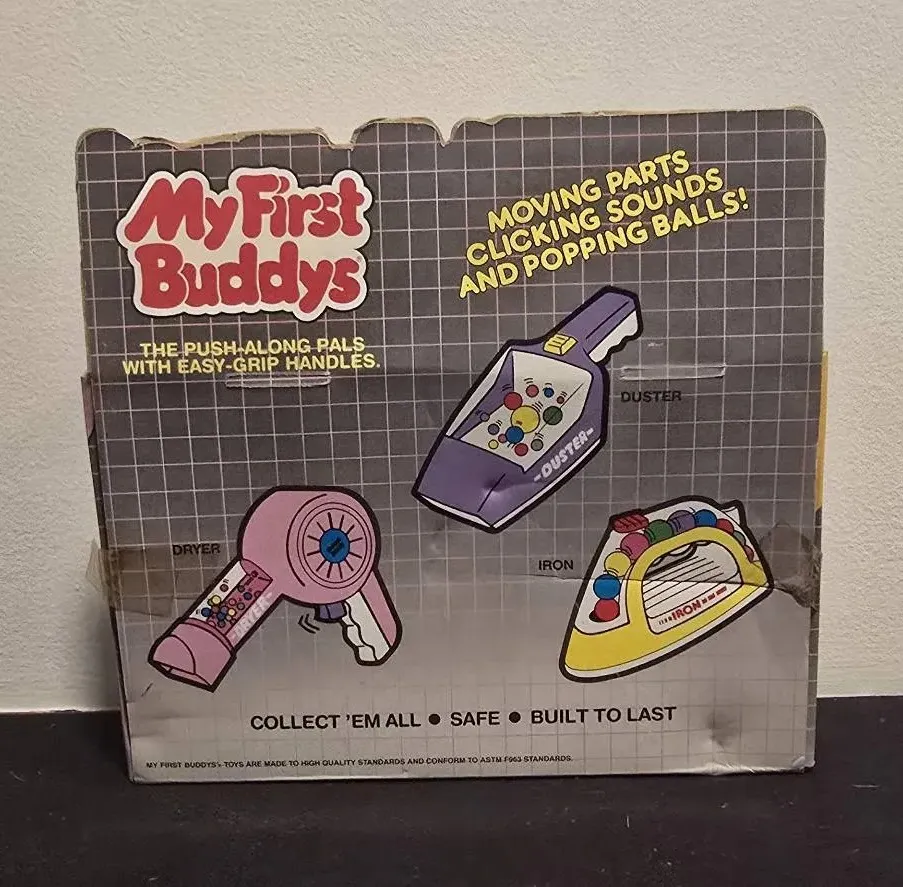 My First
Buddys®
THE PUSH-ALONG PALS
WITH EASY-GRIP HANDLES.
MOVING PARTS
CLICKING SOUNDS
AND POPPING BALLS!
DUSTER
-DUSTER-
DRYER
-DRYER-
IRON
IRON
COLLECT 'EM ALL ● SAFE ● BUILT TO LAST
MY FIRST BUDDYS® TOYS ARE MADE TO HIGH QUALITY STANDARDS AND CONFORM TO ASTM F963 STANDARDS.